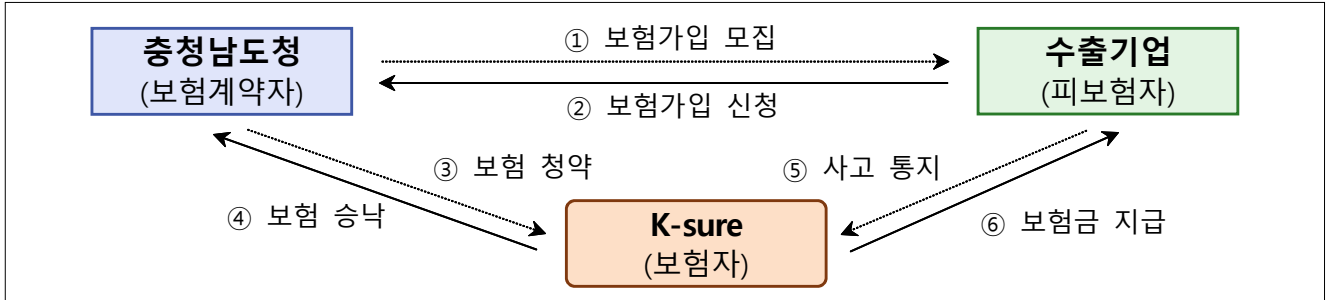 충청남도청
(보험계약자)
① 보험가입 모집
② 보험가입 신청
수출기업
(피보험자)
③ 보험 청약
④ 보험 승낙
K-sure
(보험자)
⑤ 사고 통지
⑥ 보험금 지급